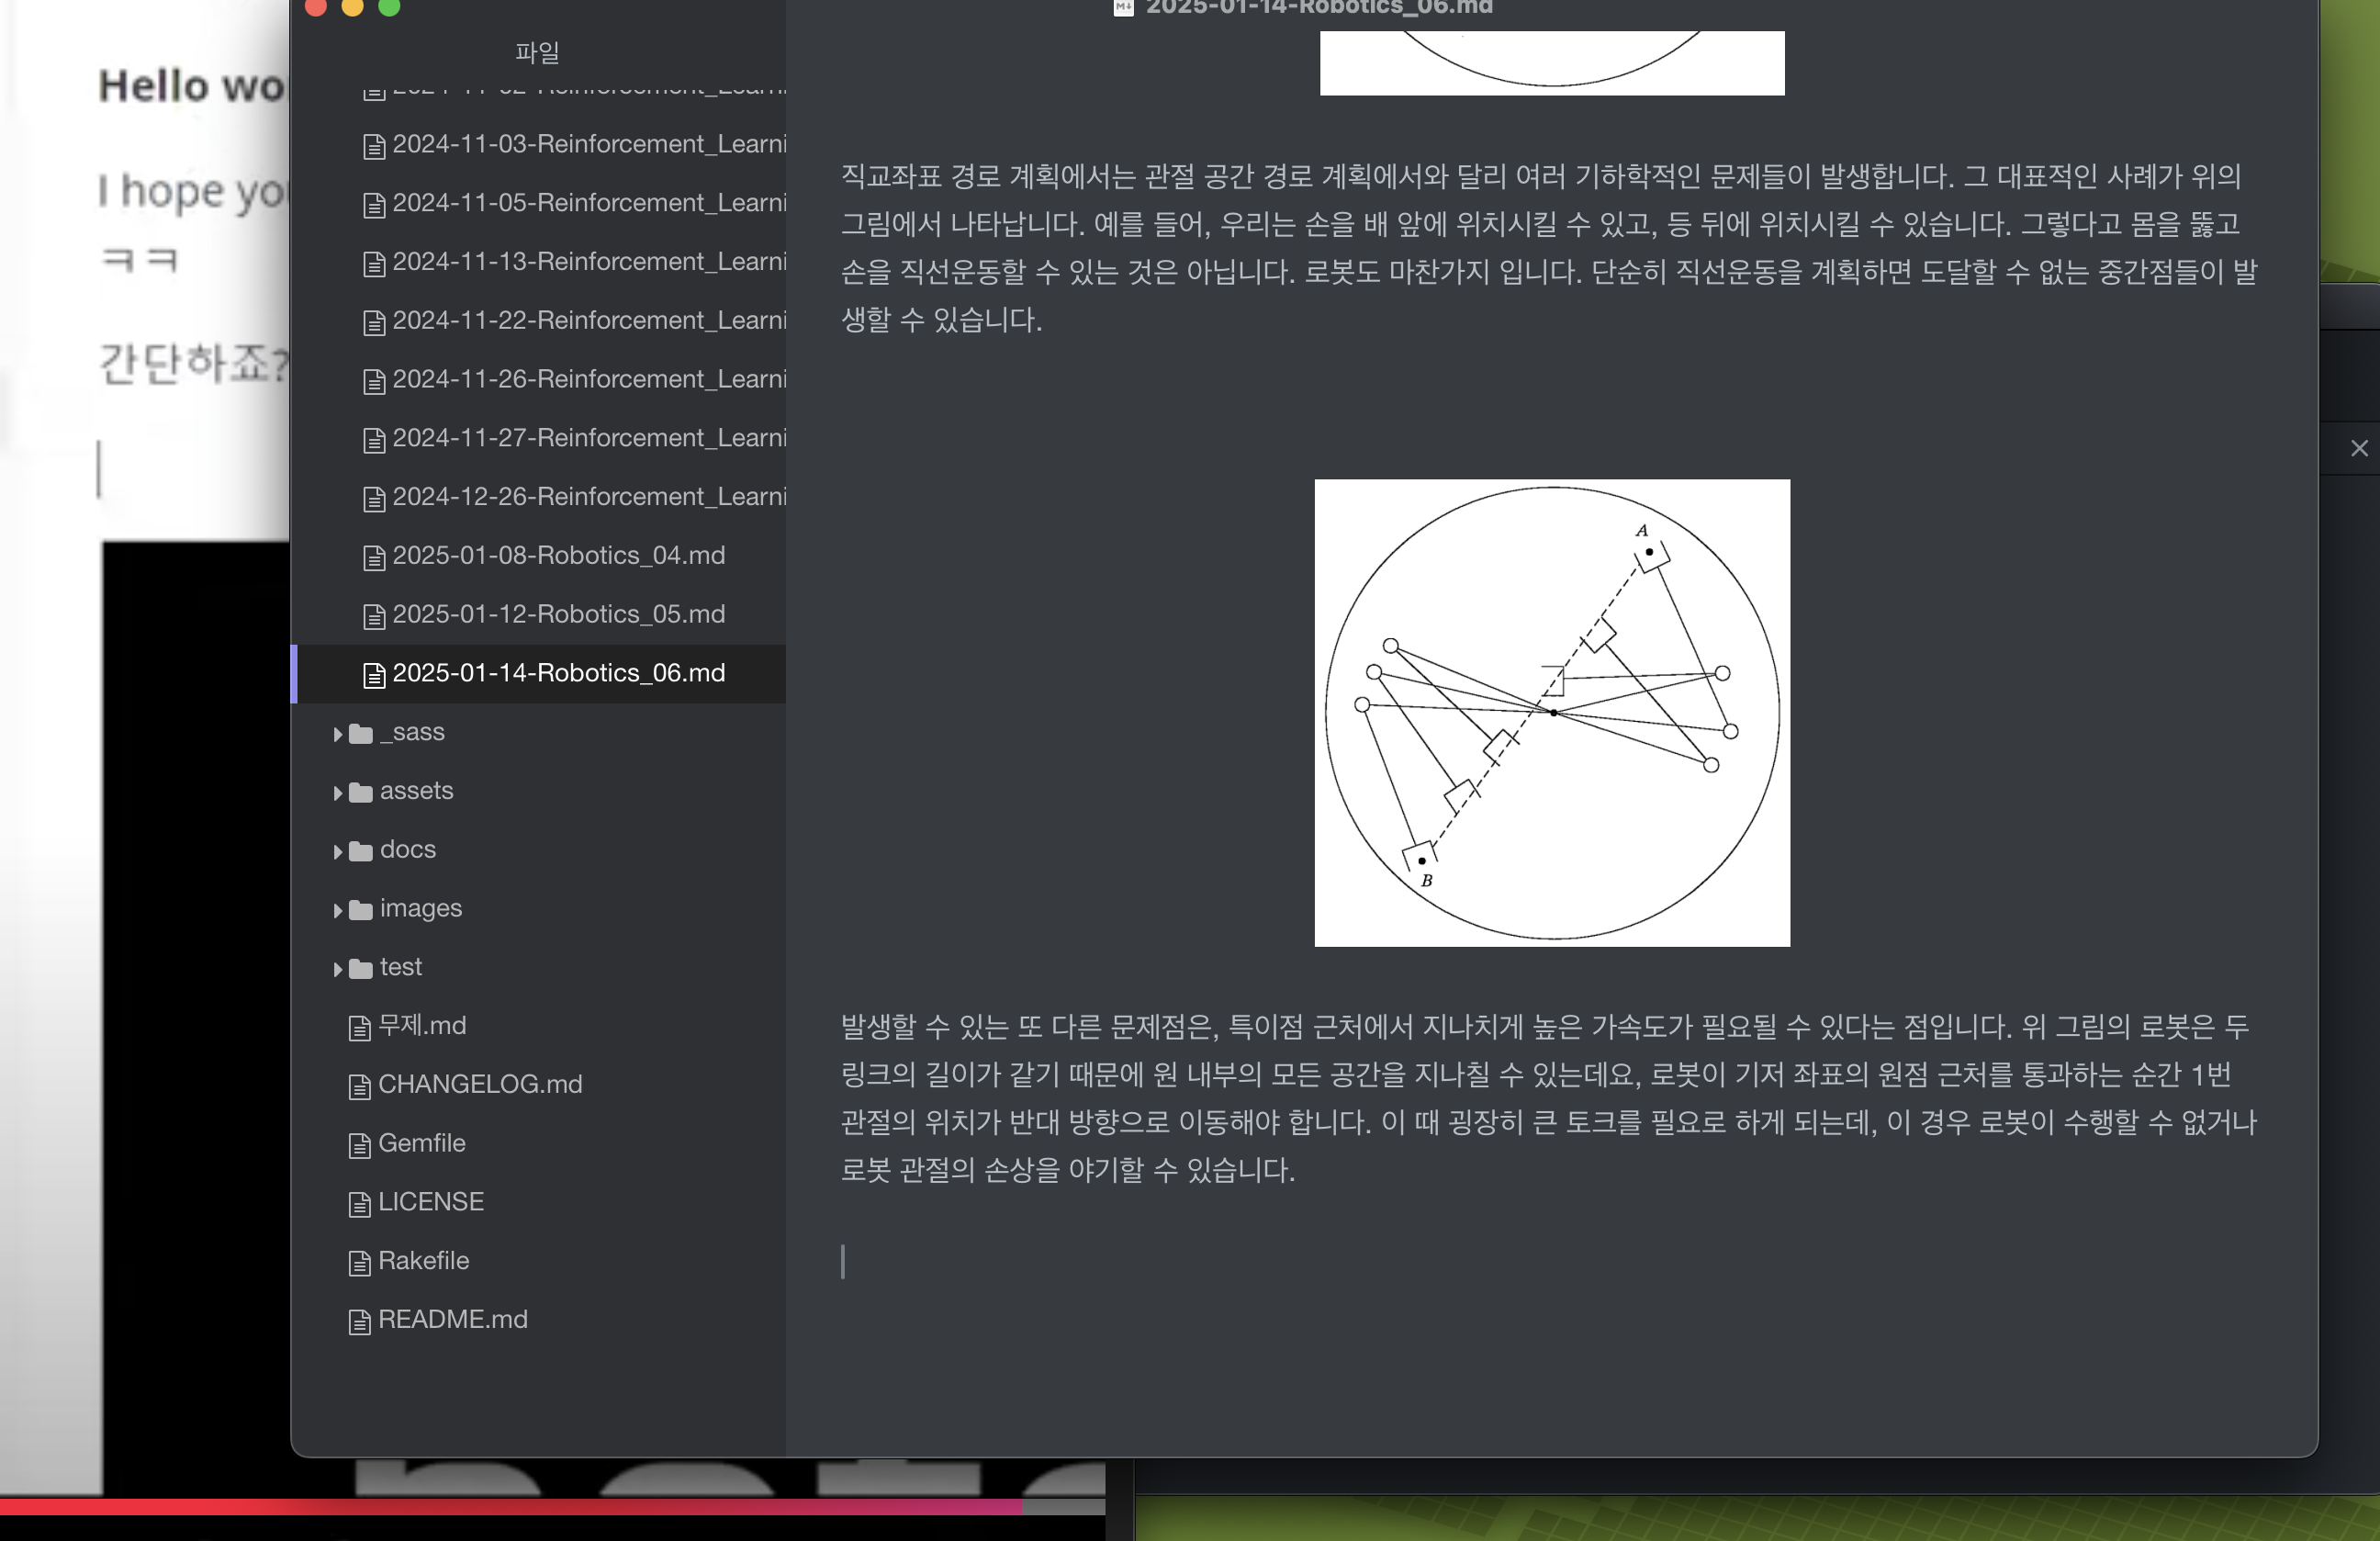 2025-01-14-Robotics_06.md
파일
Hello
I hope
ㅋㅋ
간단하죠?
2024-11-02-Reinforcement_Learni
2024-11-03-Reinforcement_Learni
2024-11-05-Reinforcement_Learni
2024-11-13-Reinforcement_Learni
2024-11-22-Reinforcement_Learni
2024-11-26-Reinforcement_Learni
2024-11-27-Reinforcement_Learni
2024-12-26-Reinforcement_Learni
2025-01-08-Robotics_04.md
2025-01-12-Robotics_05.md
2025-01-14-Robotics_06.md
_sass
assets
docs
images
test
무제.md
CHANGELOG.md
Gemfile
LICENSE
Rakefile
README.md
직교좌표 경로 계획에서는 관절 공간 경로 계획에서와 달리 여러 기하학적인 문제들이 발생합니다. 그 대표적인 사례가 위의
그림에서 나타납니다. 예를 들어, 우리는 손을 배 앞에 위치시킬 수 있고, 등 뒤에 위치시킬 수 있습니다. 그렇다고 몸을 뚫고
손을 직선운동할 수 있는 것은 아닙니다. 로봇도 마찬가지 입니다. 단순히 직선운동을 계획하면 도달할 수 없는 중간점들이 발
생할 수 있습니다.
A
B
발생할 수 있는 또 다른 문제점은, 특이점 근처에서 지나치게 높은 가속도가 필요될 수 있다는 점입니다. 위 그림의 로봇은 두
링크의 길이가 같기 때문에 원 내부의 모든 공간을 지나칠 수 있는데요, 로봇이 기저 좌표의 원점 근처를 통과하는 순간 1번
관절의 위치가 반대 방향으로 이동해야 합니다. 이 때 굉장히 큰 토크를 필요로 하게 되는데, 이 경우 로봇이 수행할 수 없거나
로봇 관절의 손상을 야기할 수 있습니다.